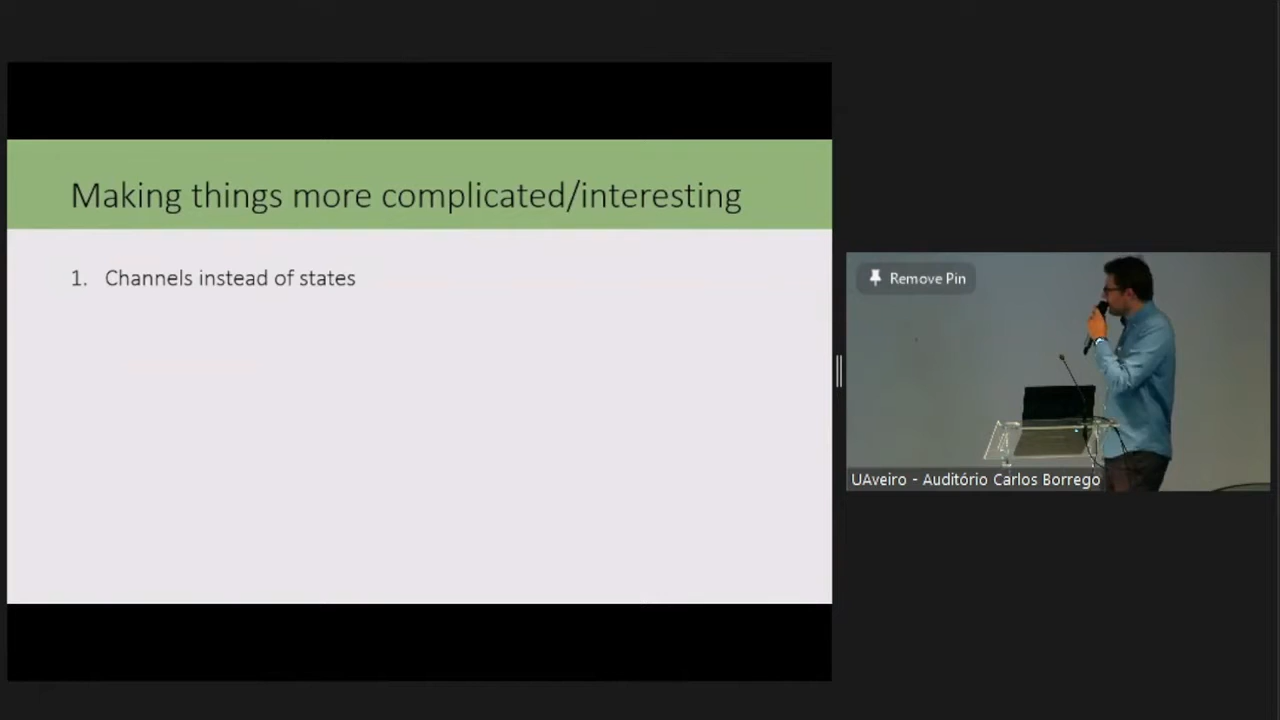 Making things more complicated/interesting
1. Channels instead of states
Remove Pin
UAveiro - Auditório Carlos Borrego